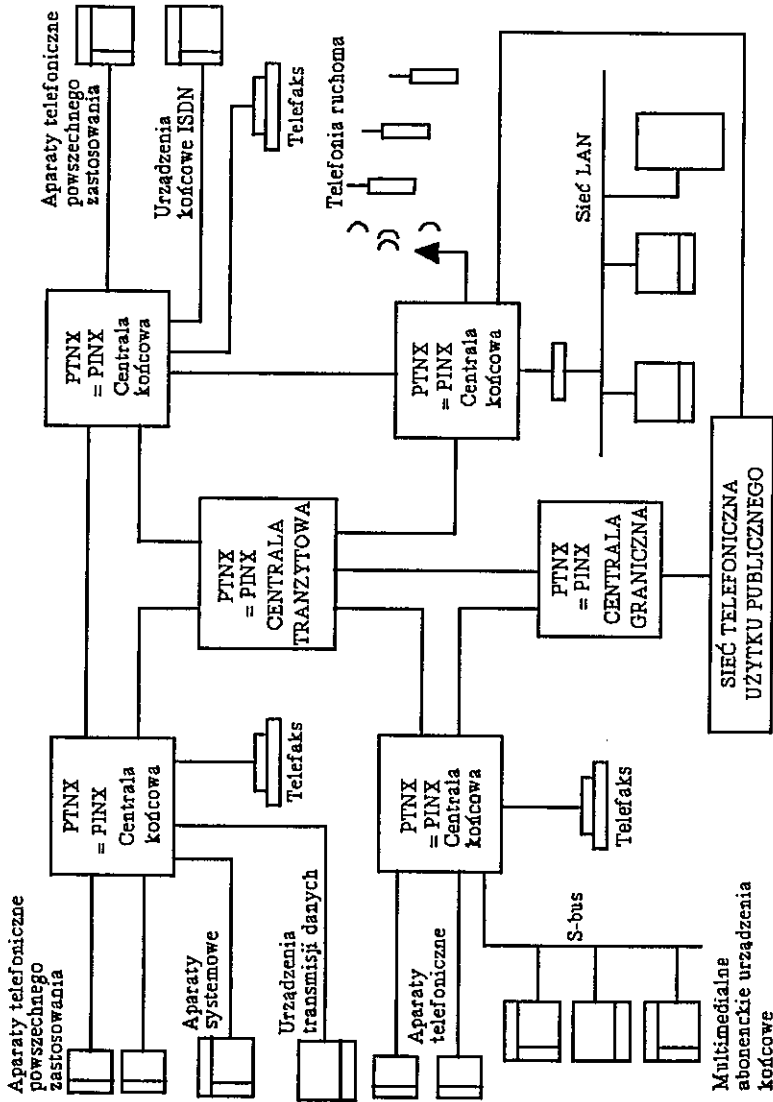 Aparaty telefoniczne
powszechnego
zastosowania
Aparaty
systemowe
Urządzenia
transmisji danych
Telefaks
PTNX
= PINX
Centrala
końcowa
Aparaty telefoniczne
powszechnego
zastosowania
Urządzenia
końcowe ISDN
Telefaks
PTNX
= PINX
Centrala
końcowa
PTNX
= PINX
CENTRALA
TRANZYTOWA
Aparaty
telefoniczne
S-bus
Multimedialne
abonenckie urządzenia
końcowe
Telefaks
PTNX
= PINX
Centrala
końcowa
PTNX
= PINX
Centrala
końcowa
Telefonia ruchoma
Sieć LAN
PTNX
= PINX
CENTRALA
GRANICZNA
SIEĆ TELEFONICZNA
UŻYTKU PUBLICZNEGO